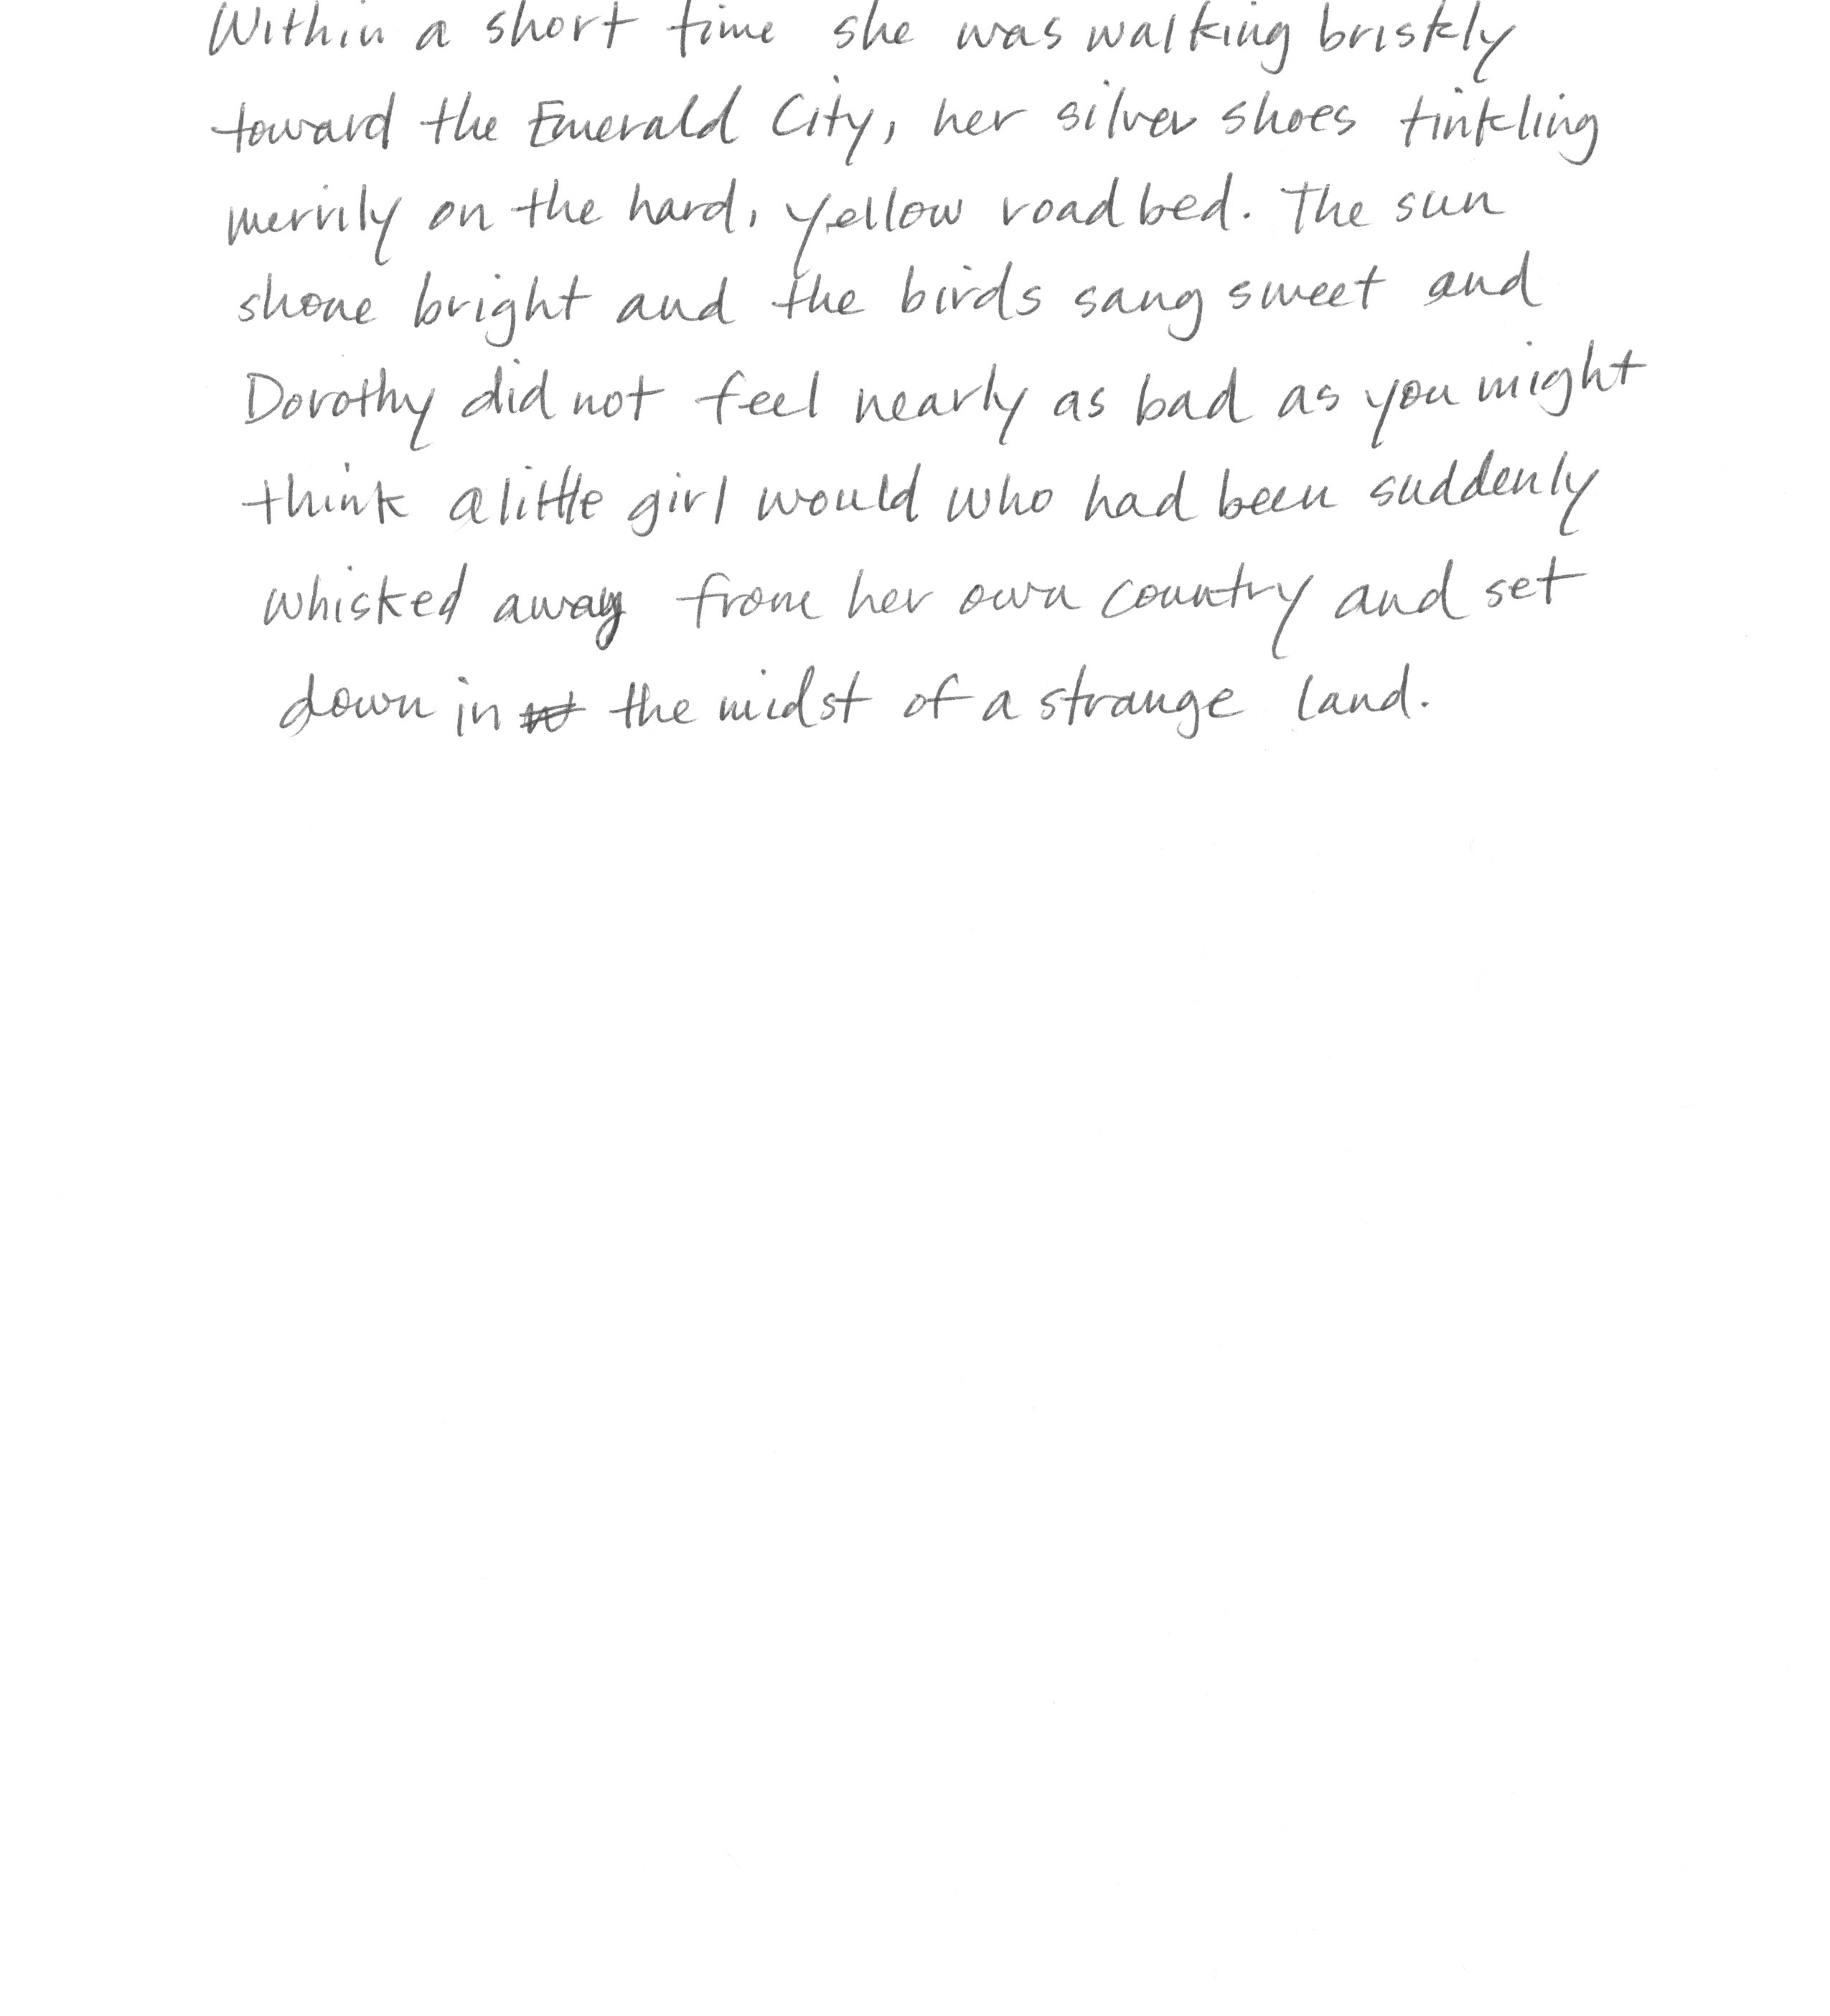 Within a short time she was walking briskly
toward the Emerald City, her silver shoes tinkling
merrily on the hard, yellow roadbed. The sun
shone bright and the birds sang sweet and
Dorothy did not feel nearly as bad as you might
think a little girl would who had been suddenly
whisked away from her own country and set
down in the midst of a strange land.